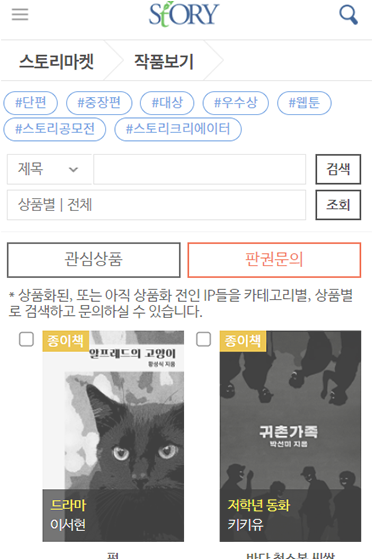 StORY
스토리마켓
작품보기
#단편 #중장편 #대상 #우수상 #웹툰
#스토리공모전 #스토리크리에이터
제목
검색
상품별 | 전체
조회
관심상품
판권문의
* 상품화된, 또는 아직 상품화 전인 IP들을 카테고리별, 상품별
로 검색하고 문의하실 수 있습니다.
종이책
알프레드의 고양이
황성식 지음
드라마
이서현
종이책
귀촌가족
박선미 지음
저학년 동화
키키유